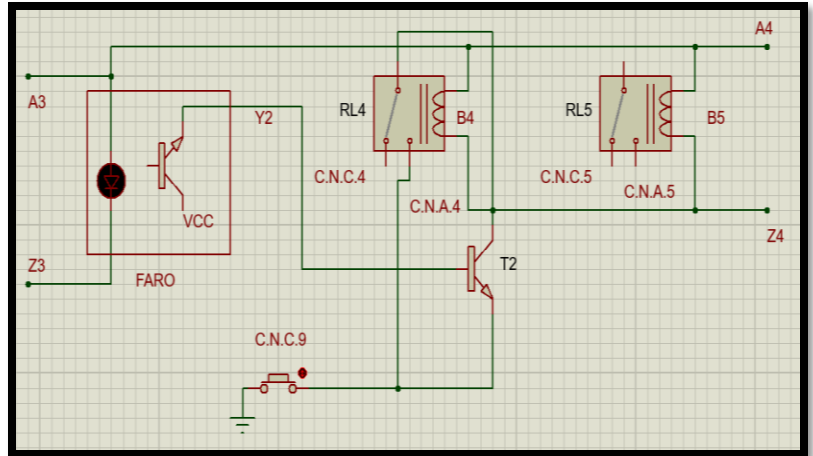 A4
A3
RL4
B4
RL5
B5
Y2
C.N.C.4
C.N.C.5
C.N.A.5
C.N.A.4
VCC
Z4
Z3
FARO
T2
C.N.C.9